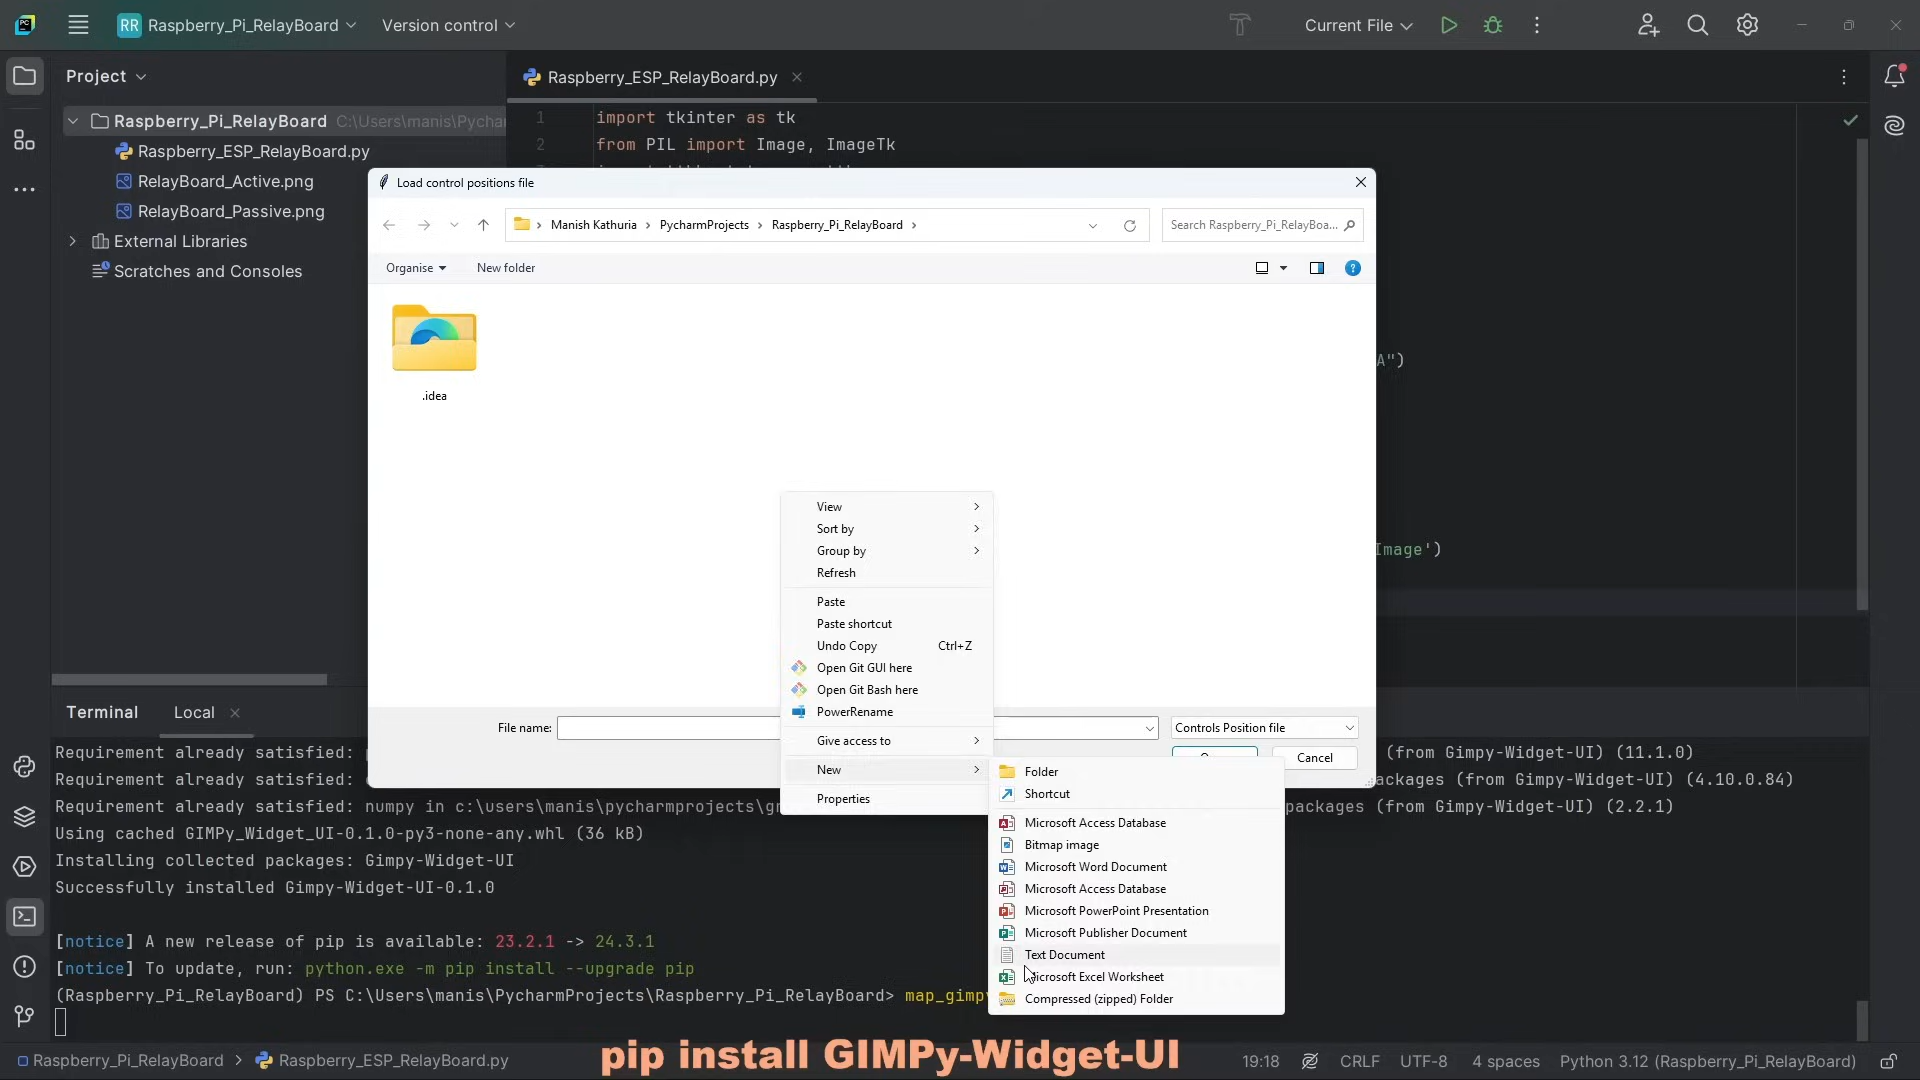 RR Raspberry_Pi_RelayBoard Version control Current File
Project
Raspberry_ESP_RelayBoard.py
Raspberry_Pi_RelayBoard C:\Users\manis\Pychar
Raspberry_ESP_RelayBoard.py
RelayBoard_Active.png
RelayBoard_Passive.png
External Libraries
Scratches and Consoles
1 import tkinter as tk
2 from PIL import Image, ImageTk
A")
Image')
Load control positions file
Manish Kathuria > PycharmProjects > Raspberry_Pi_RelayBoard >
Search Raspberry_Pi_RelayBoa...
Organise New folder
.idea
View
Sort by
Group by
Refresh
Paste
Paste shortcut
Undo Copy Ctrl+Z
Open Git GUI here
Open Git Bash here
PowerRename
Give access to
New
Properties
File name:
Controls Position file
Cancel
Folder
Shortcut
Microsoft Access Database
Bitmap image
Microsoft Word Document
Microsoft Access Database
Microsoft PowerPoint Presentation
Microsoft Publisher Document
Text Document
Microsoft Excel Worksheet
Compressed (zipped) Folder
Terminal Local
Requirement already satisfied: (from Gimpy-Widget-UI) (11.1.0)
Requirement already satisfied: ackages (from Gimpy-Widget-UI) (4.10.0.84)
Requirement already satisfied: numpy in c:\users\manis\pycharmprojects\ packages (from Gimpy-Widget-UI) (2.2.1)
Using cached GIMPy_Widget_UI-0.1.0-py3-none-any.whl (36 kB)
Installing collected packages: Gimpy-Widget-UI
Successfully installed Gimpy-Widget-UI-0.1.0
[notice] A new release of pip is available: 23.2.1 -> 24.3.1
[notice] To update, run: python.exe -m pip install --upgrade pip
(Raspberry_Pi_RelayBoard) PS C:\Users\manis\PycharmProjects\Raspberry_Pi_RelayBoard> map_gimp
pip install GIMPy-Widget-UI
Raspberry_Pi_RelayBoard > Raspberry_ESP_RelayBoard.py 19:18 CRLF UTF-8 4 spaces Python 3.12 (Raspberry_Pi_RelayBoard)